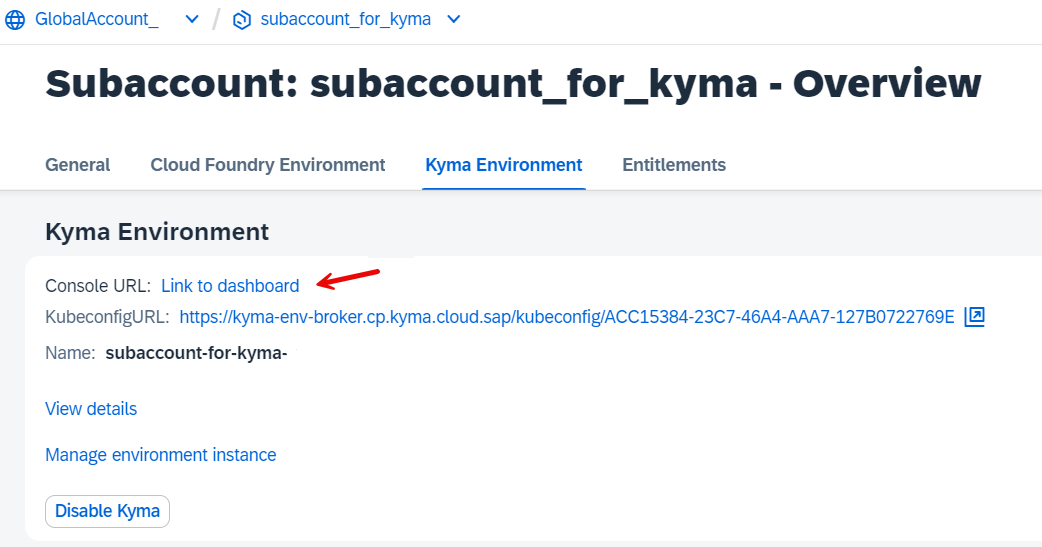 GlobalAccount_ / subaccount_for_kyma
Subaccount: subaccount_for_kyma - Overview
General Cloud Foundry Environment Kyma Environment Entitlements
Kyma Environment
Console URL: Link to dashboard
KubeconfigURL: https://kyma-env-broker.cp.kyma.cloud.sap/kubeconfig/ACC15384-23C7-46A4-AAA7-127B0722769E
Name: subaccount-for-kyma-
View details
Manage environment instance
Disable Kyma